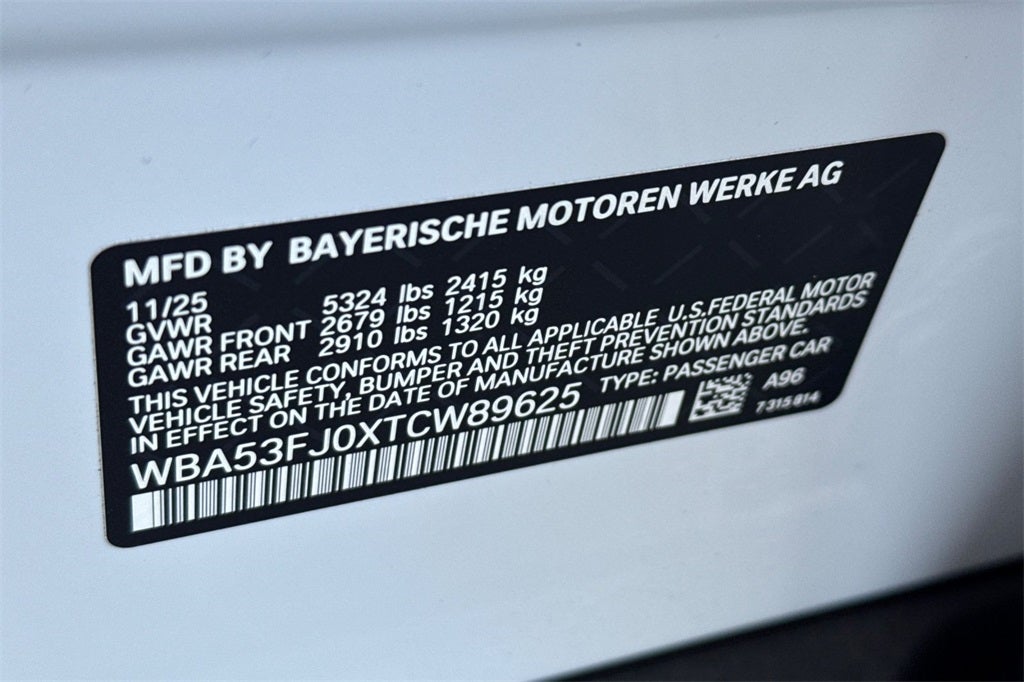 MFD BY BAYERISCHE MOTOREN WERKE AG
11/25
GVWR 5324 lbs 2415 kg
GAWR FRONT 2679 lbs 1215 kg
GAWR REAR 2910 lbs 1320 kg
THIS VEHICLE CONFORMS TO ALL APPLICABLE U.S.FEDERAL MOTOR
VEHICLE SAFETY, BUMPER AND THEFT PREVENTION STANDARDS
IN EFFECT ON THE DATE OF MANUFACTURE SHOWN ABOVE.
WBA53FJ0XTCW89625 TYPE: PASSENGER CAR
A96
7315814